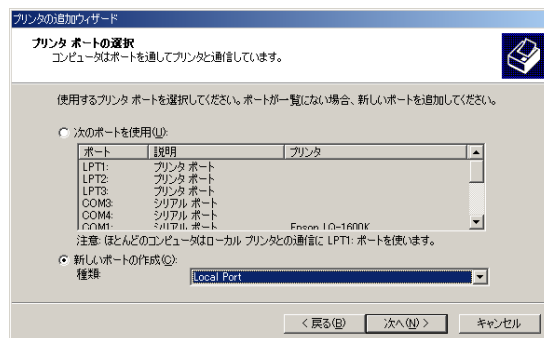 プリンタの追加ウィザード
プリンタ ポートの選択
コンピュータはポートを通してプリンタと通信しています。
使用するプリンタ ポートを選択してください。ポートが一覧にない場合、新しいポートを追加してください。
次のポートを使用(U):
ポート 説明 プリンタ
LPT1: プリンタ ポート
LPT2: プリンタ ポート
LPT3: プリンタ ポート
COM3: シリアル ポート
COM4: シリアル ポート
COM1: シリアル ポート Epson LQ-1600K
注意: ほとんどのコンピュータはローカル プリンタとの通信に LPT1: ポートを使います。
新しいポートの作成(C):
種類: Local Port
< 戻る(B) 次へ(N) > キャンセル